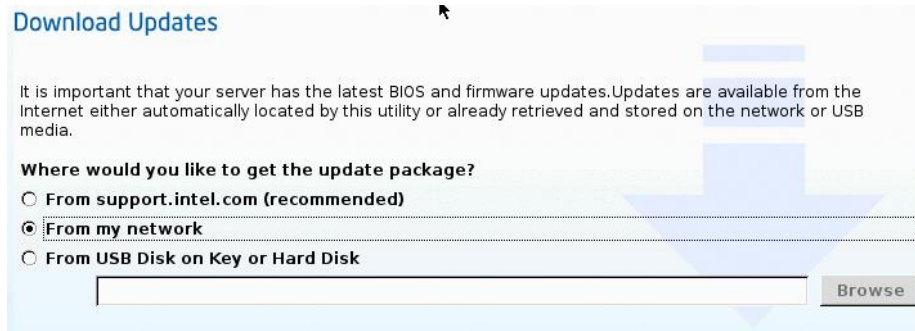 Download Updates
It is important that your server has the latest BIOS and firmware updates.Updates are available from the
Internet either automatically located by this utility or already retrieved and stored on the network or USB
media.
Where would you like to get the update package?
From support.intel.com (recommended)
From my network
From USB Disk on Key or Hard Disk
Browse